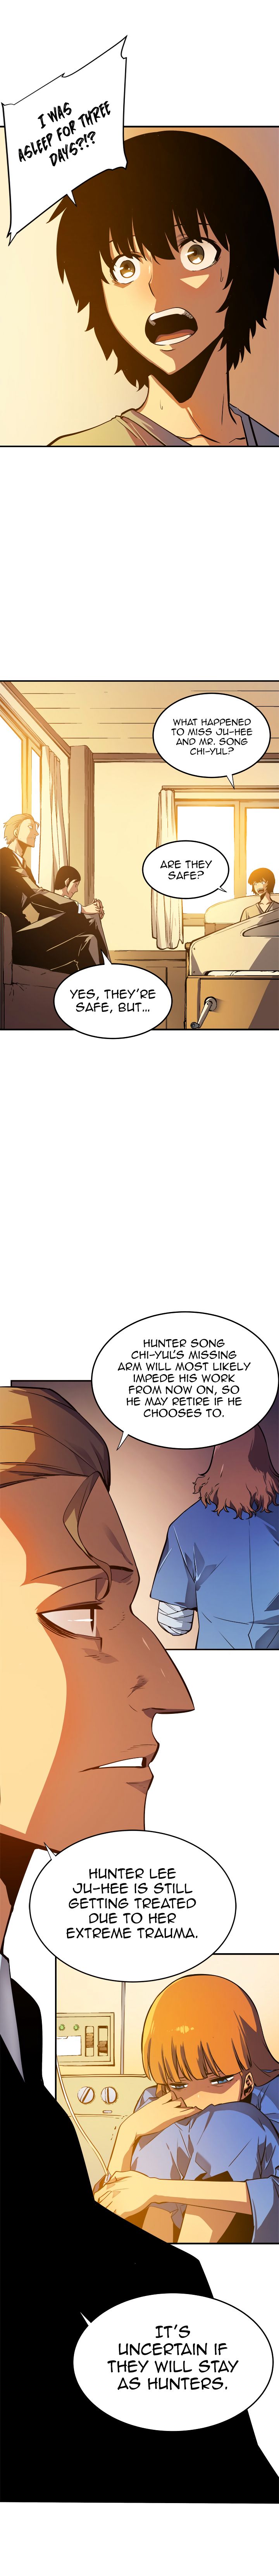 I WAS
ASLEEP FOR THREE
DAYS?!?
WHAT HAPPENED
TO MISS JU-HEE
AND MR. SONG
CHI-YUL?
ARE THEY
SAFE?
YES, THEY'RE
SAFE, BUT...
HUNTER SONG
CHI-YUL'S MISSING
ARM WILL MOST LIKELY
IMPEDE HIS WORK
FROM NOW ON, SO
HE MAY RETIRE IF HE
CHOOSES TO.
HUNTER LEE
JU-HEE IS STILL
GETTING TREATED
DUE TO HER
EXTREME TRAUMA.
IT'S
UNCERTAIN IF
THEY WILL STAY
AS HUNTERS.